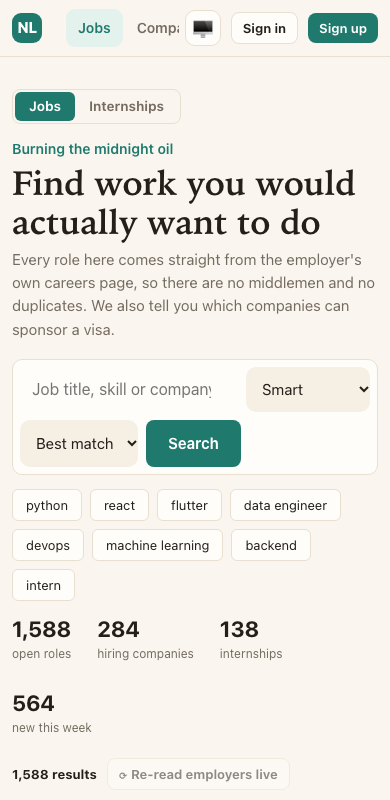 NL
Jobs
Compa
Sign in
Sign up
Jobs
Internships
Burning the midnight oil
Find work you would
actually want to do
Every role here comes straight from the employer's
own careers page, so there are no middlemen and no
duplicates. We also tell you which companies can
sponsor a visa.
Job title, skill or company
Smart
Best match
Search
python
react
flutter
data engineer
devops
machine learning
backend
intern
1,588
open roles
284
hiring companies
138
internships
564
new this week
1,588 results
⟳ Re-read employers live